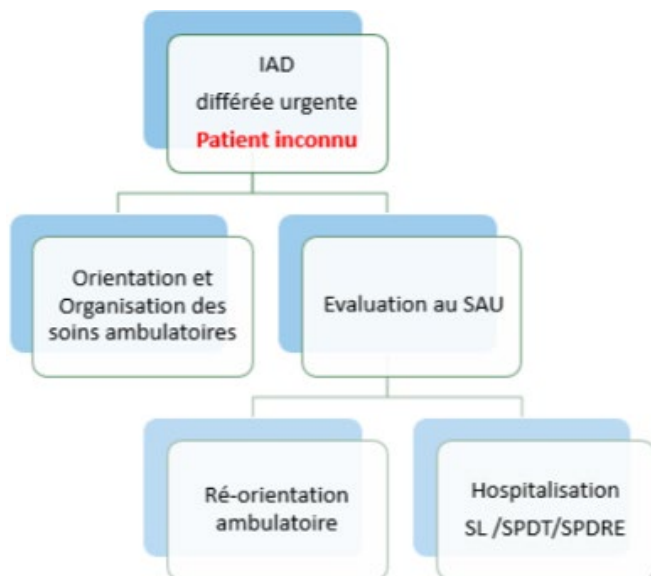 IAD
différée urgente
Patient inconnu
Orientation et
Organisation des
soins ambulatoires
Evaluation au SAU
Ré-orientation
ambulatoire
Hospitalisation
SL /SPDT/SPDRE